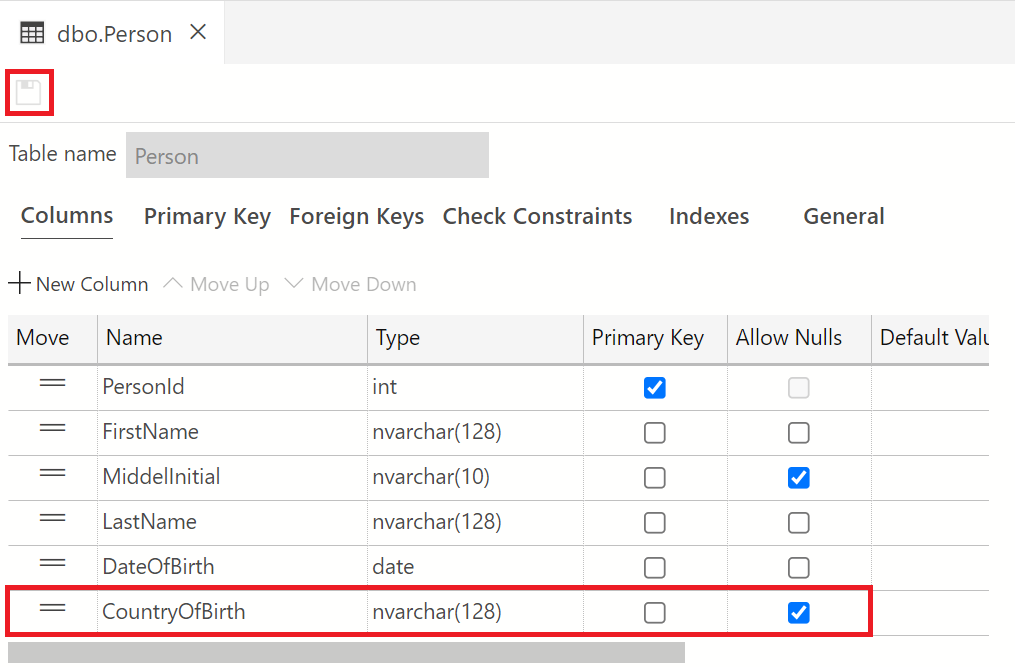 dbo.Person
Table name Person
Columns Primary Key Foreign Keys Check Constraints Indexes General
New Column Move Up Move Down
Move Name Type Primary Key Allow Nulls Default Valu
PersonId int
FirstName nvarchar(128)
MiddelInitial nvarchar(10)
LastName nvarchar(128)
DateOfBirth date
CountryOfBirth nvarchar(128)